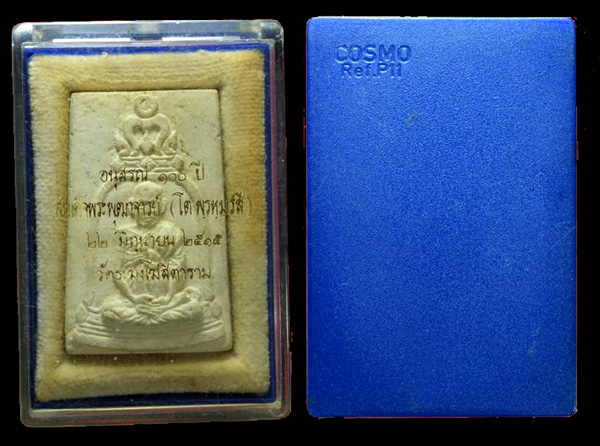 อนุสรณ์ ๑๐๐ ปี
สมเด็จพระพุฒาจารย์ (โต พรหมรังสี)
๒๒ มิถุนายน ๒๕๑๕
วัดระฆังโฆสิตาราม
COSMO
Ref.P11